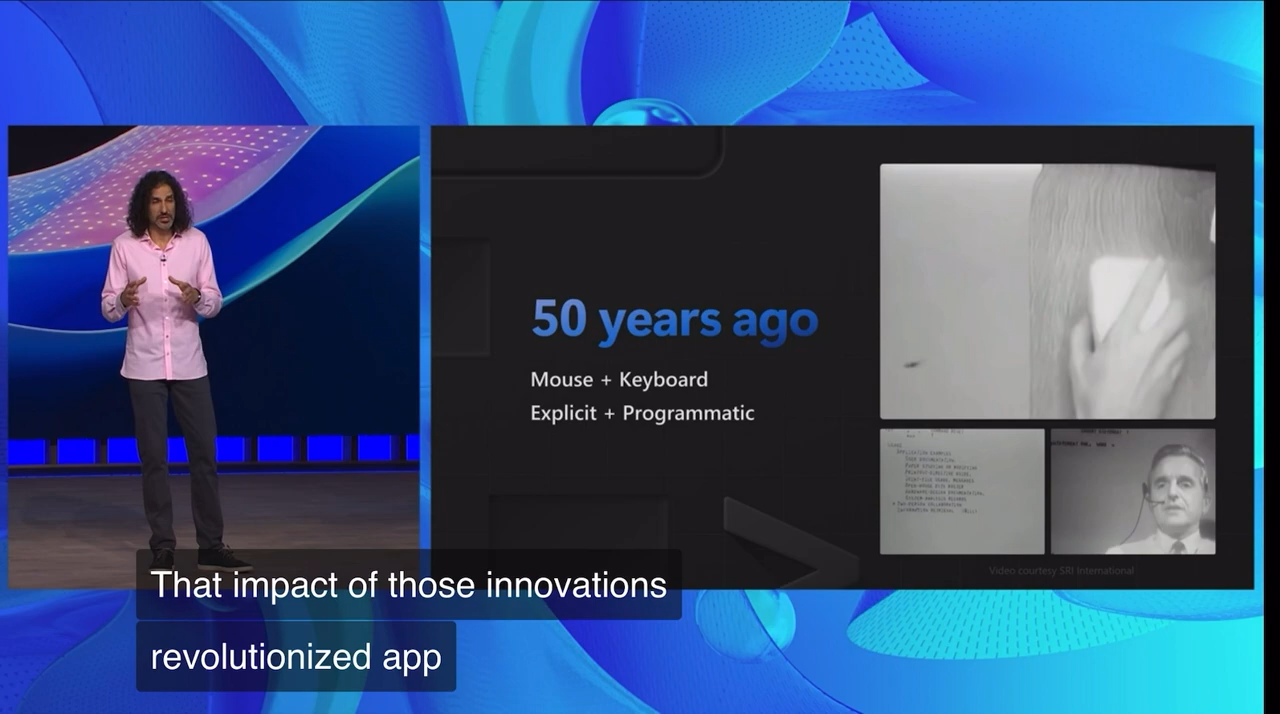 50 years ago
Mouse + Keyboard
Explicit + Programmatic
Video courtesy SRI International
That impact of those innovations
revolutionized app